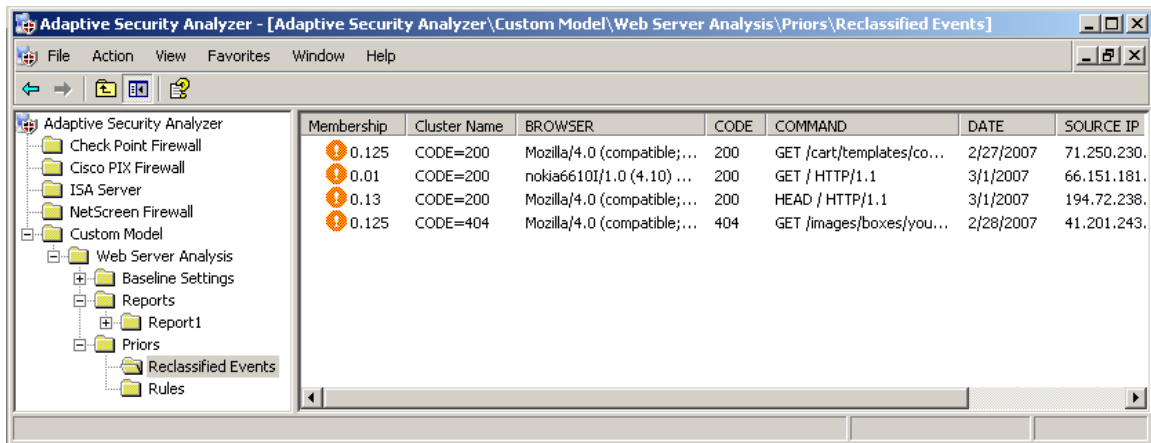 Adaptive Security Analyzer - [Adaptive Security Analyzer\Custom Model\Web Server Analysis\Priors\Reclassified Events]
File Action View Favorites Window Help
Adaptive Security Analyzer
Check Point Firewall
Cisco PIX Firewall
ISA Server
NetScreen Firewall
Custom Model
Web Server Analysis
Baseline Settings
Reports
Report1
Priors
Reclassified Events
Rules
Membership Cluster Name BROWSER CODE COMMAND DATE SOURCE IP
0.125 CODE=200 Mozilla/4.0 (compatible;... 200 GET /cart/templates/co... 2/27/2007 71.250.230.
0.01 CODE=200 nokia6610I/1.0 (4.10) ... 200 GET / HTTP/1.1 3/1/2007 66.151.181.
0.13 CODE=200 Mozilla/4.0 (compatible;... 200 HEAD / HTTP/1.1 3/1/2007 194.72.238.
0.125 CODE=404 Mozilla/4.0 (compatible;... 404 GET /images/boxes/you... 2/28/2007 41.201.243.